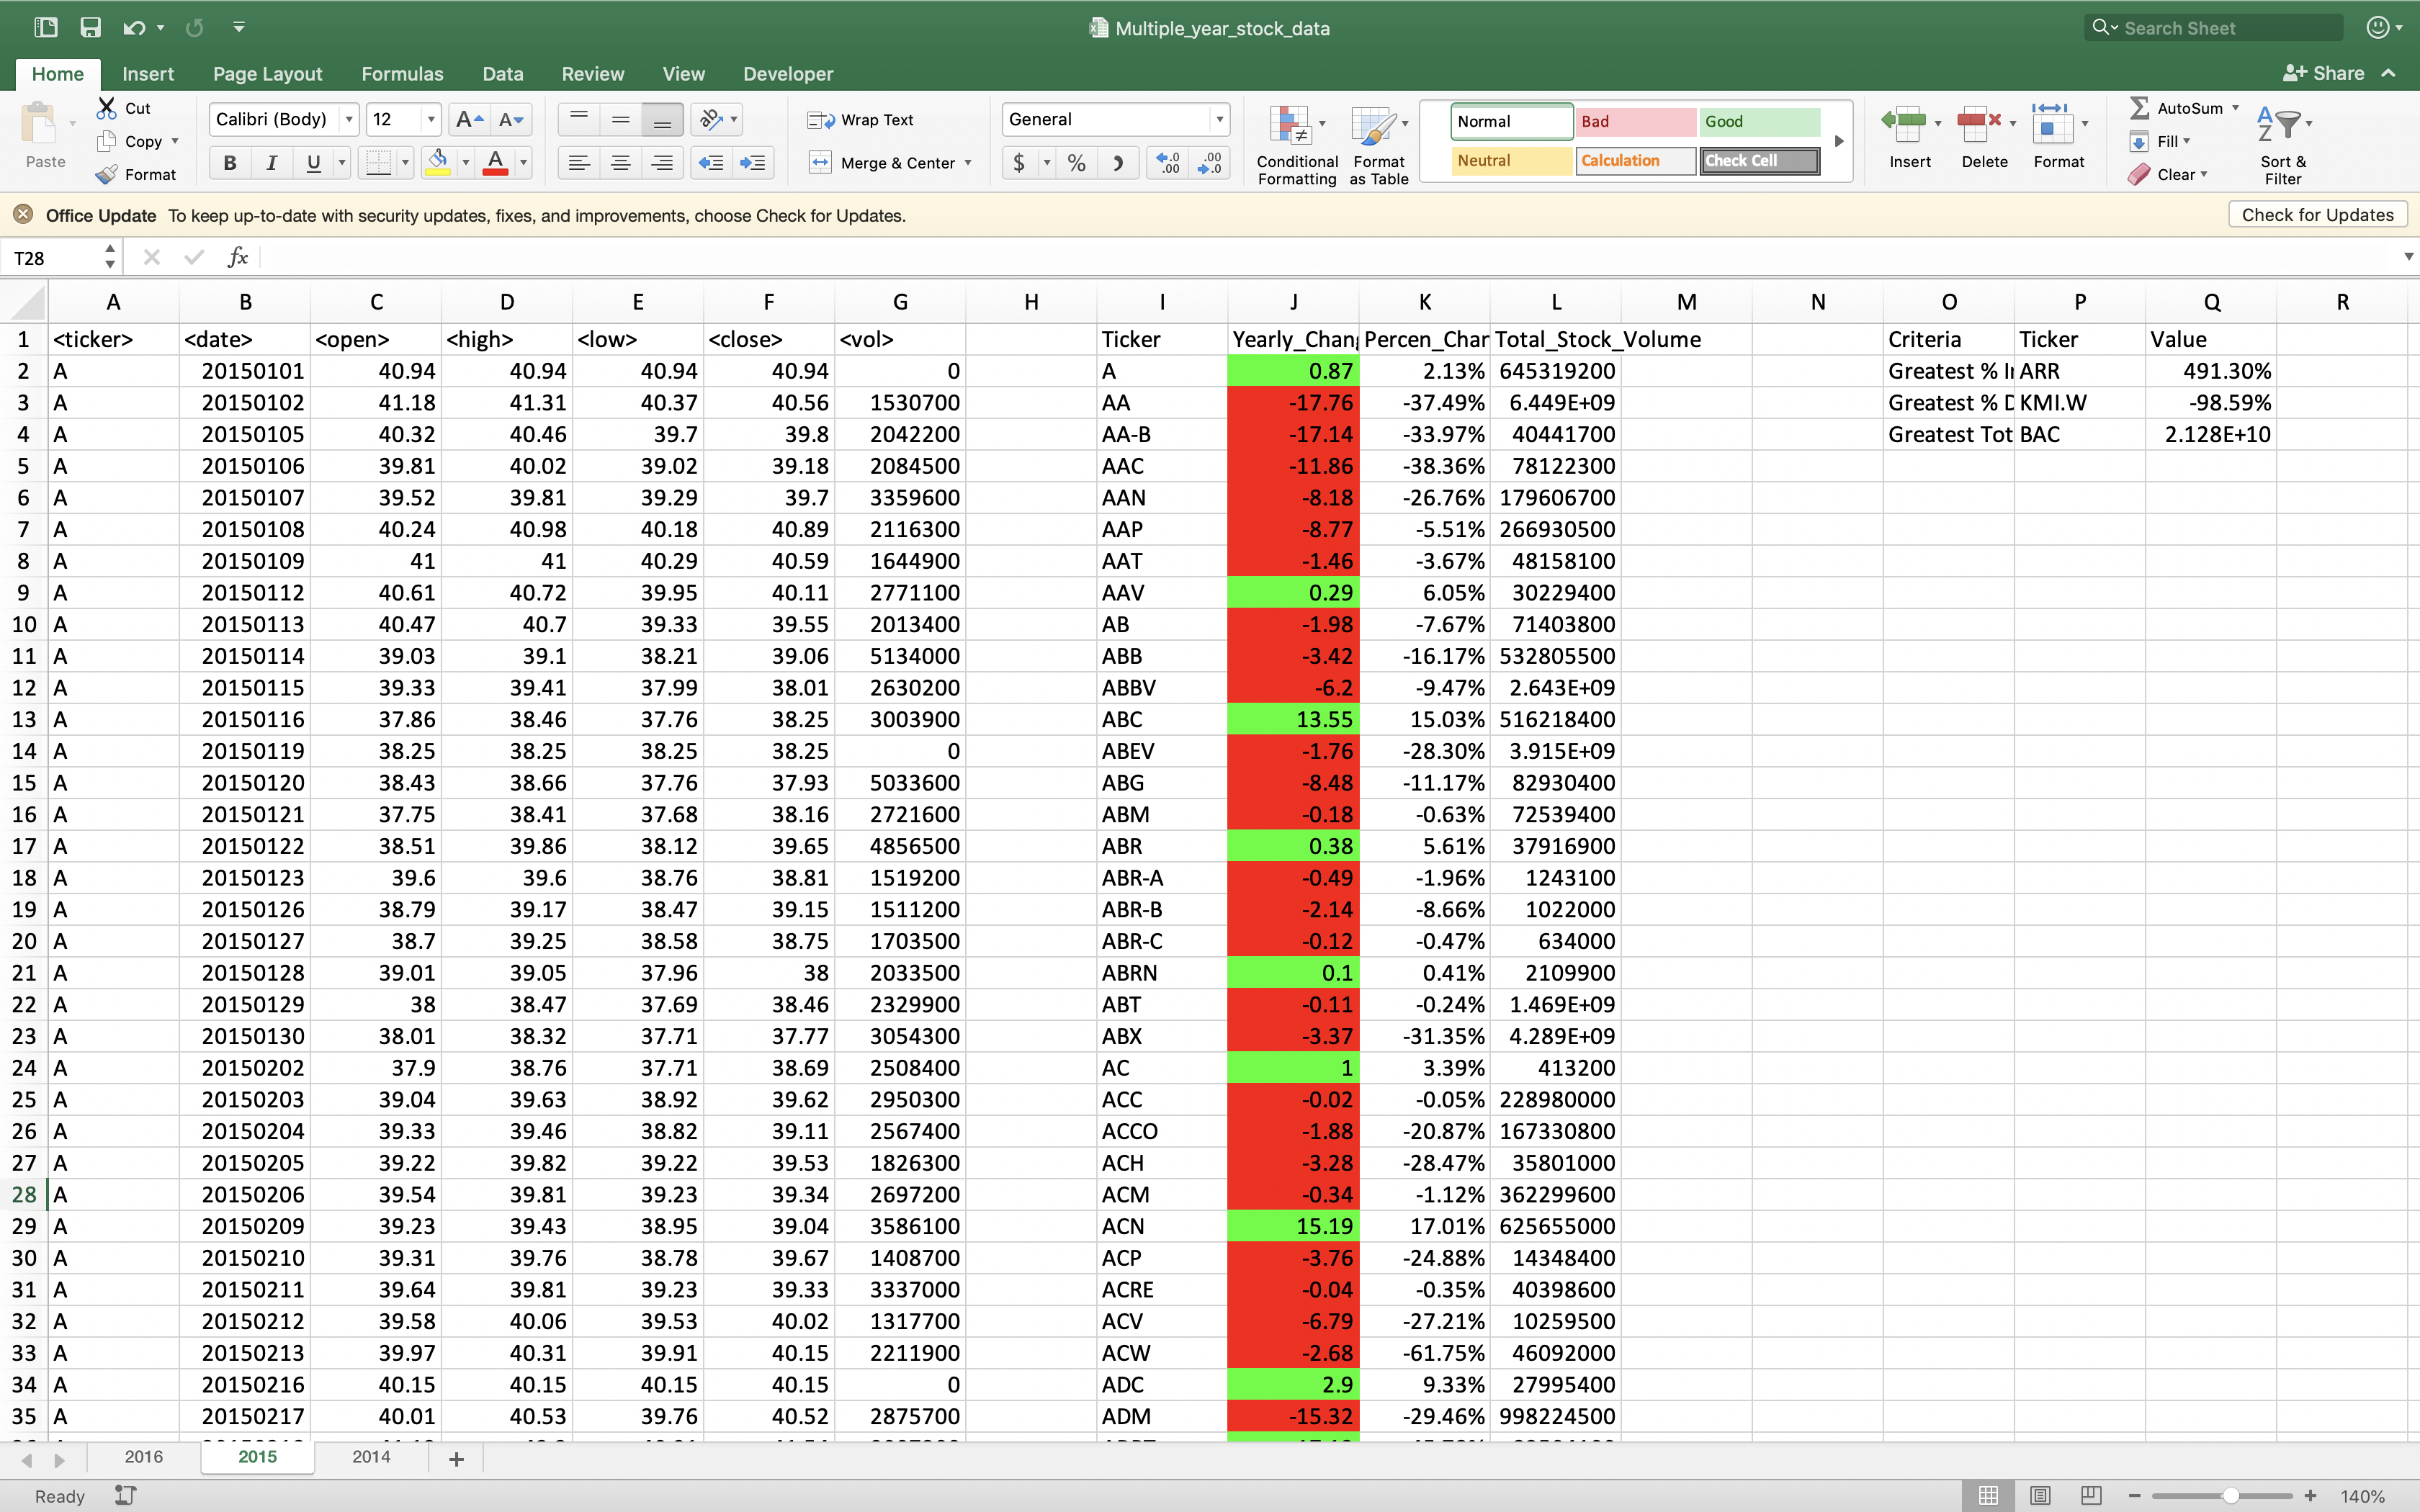 Multiple_year_stock_data
Search Sheet
Home Insert Page Layout Formulas Data Review View Developer Share
Paste Cut Copy Format
Calibri (Body) 12 A A
B I U A
Wrap Text
Merge & Center
General
$ % .0 .00 .00 .0
Conditional Formatting
Format as Table
Normal Bad Good
Neutral Calculation Check Cell
Insert Delete Format
AutoSum
Fill
Clear
Sort & Filter
Office Update To keep up-to-date with security updates, fixes, and improvements, choose Check for Updates. Check for Updates
T28 fx
A B C D E F G H I J K L M N O P Q R
1 <ticker> <date> <open> <high> <low> <close> <vol> Ticker Yearly_Chan Percen_Char Total_Stock_Volume Criteria Ticker Value
2 A 20150101 40.94 40.94 40.94 40.94 0 A 0.87 2.13% 645319200 Greatest % I ARR 491.30%
3 A 20150102 41.18 41.31 40.37 40.56 1530700 AA -17.76 -37.49% 6.449E+09 Greatest % D KMI.W -98.59%
4 A 20150105 40.32 40.46 39.7 39.8 2042200 AA-B -17.14 -33.97% 40441700 Greatest Tot BAC 2.128E+10
5 A 20150106 39.81 40.02 39.02 39.18 2084500 AAC -11.86 -38.36% 78122300
6 A 20150107 39.52 39.81 39.29 39.7 3359600 AAN -8.18 -26.76% 179606700
7 A 20150108 40.24 40.98 40.18 40.89 2116300 AAP -8.77 -5.51% 266930500
8 A 20150109 41 41 40.29 40.59 1644900 AAT -1.46 -3.67% 48158100
9 A 20150112 40.61 40.72 39.95 40.11 2771100 AAV 0.29 6.05% 30229400
10 A 20150113 40.47 40.7 39.33 39.55 2013400 AB -1.98 -7.67% 71403800
11 A 20150114 39.03 39.1 38.21 39.06 5134000 ABB -3.42 -16.17% 532805500
12 A 20150115 39.33 39.41 37.99 38.01 2630200 ABBV -6.2 -9.47% 2.643E+09
13 A 20150116 37.86 38.46 37.76 38.25 3003900 ABC 13.55 15.03% 516218400
14 A 20150119 38.25 38.25 38.25 38.25 0 ABEV -1.76 -28.30% 3.915E+09
15 A 20150120 38.43 38.66 37.76 37.93 5033600 ABG -8.48 -11.17% 82930400
16 A 20150121 37.75 38.41 37.68 38.16 2721600 ABM -0.18 -0.63% 72539400
17 A 20150122 38.51 39.86 38.12 39.65 4856500 ABR 0.38 5.61% 37916900
18 A 20150123 39.6 39.6 38.76 38.81 1519200 ABR-A -0.49 -1.96% 1243100
19 A 20150126 38.79 39.17 38.47 39.15 1511200 ABR-B -2.14 -8.66% 1022000
20 A 20150127 38.7 39.25 38.58 38.75 1703500 ABR-C -0.12 -0.47% 634000
21 A 20150128 39.01 39.05 37.96 38 2033500 ABRN 0.1 0.41% 2109900
22 A 20150129 38 38.47 37.69 38.46 2329900 ABT -0.11 -0.24% 1.469E+09
23 A 20150130 38.01 38.32 37.71 37.77 3054300 ABX -3.37 -31.35% 4.289E+09
24 A 20150202 37.9 38.76 37.71 38.69 2508400 AC 1 3.39% 413200
25 A 20150203 39.04 39.63 38.92 39.62 2950300 ACC -0.02 -0.05% 228980000
26 A 20150204 39.33 39.46 38.82 39.11 2567400 ACCO -1.88 -20.87% 167330800
27 A 20150205 39.22 39.82 39.22 39.53 1826300 ACH -3.28 -28.47% 35801000
28 A 20150206 39.54 39.81 39.23 39.34 2697200 ACM -0.34 -1.12% 362299600
29 A 20150209 39.23 39.43 38.95 39.04 3586100 ACN 15.19 17.01% 625655000
30 A 20150210 39.31 39.76 38.78 39.67 1408700 ACP -3.76 -24.88% 14348400
31 A 20150211 39.64 39.81 39.23 39.33 3337000 ACRE -0.04 -0.35% 40398600
32 A 20150212 39.58 40.06 39.53 40.02 1317700 ACV -6.79 -27.21% 10259500
33 A 20150213 39.97 40.31 39.91 40.15 2211900 ACW -2.68 -61.75% 46092000
34 A 20150216 40.15 40.15 40.15 40.15 0 ADC 2.9 9.33% 27995400
35 A 20150217 40.01 40.53 39.76 40.52 2875700 ADM -15.32 -29.46% 998224500
2016 2015 2014 +
Ready 140%